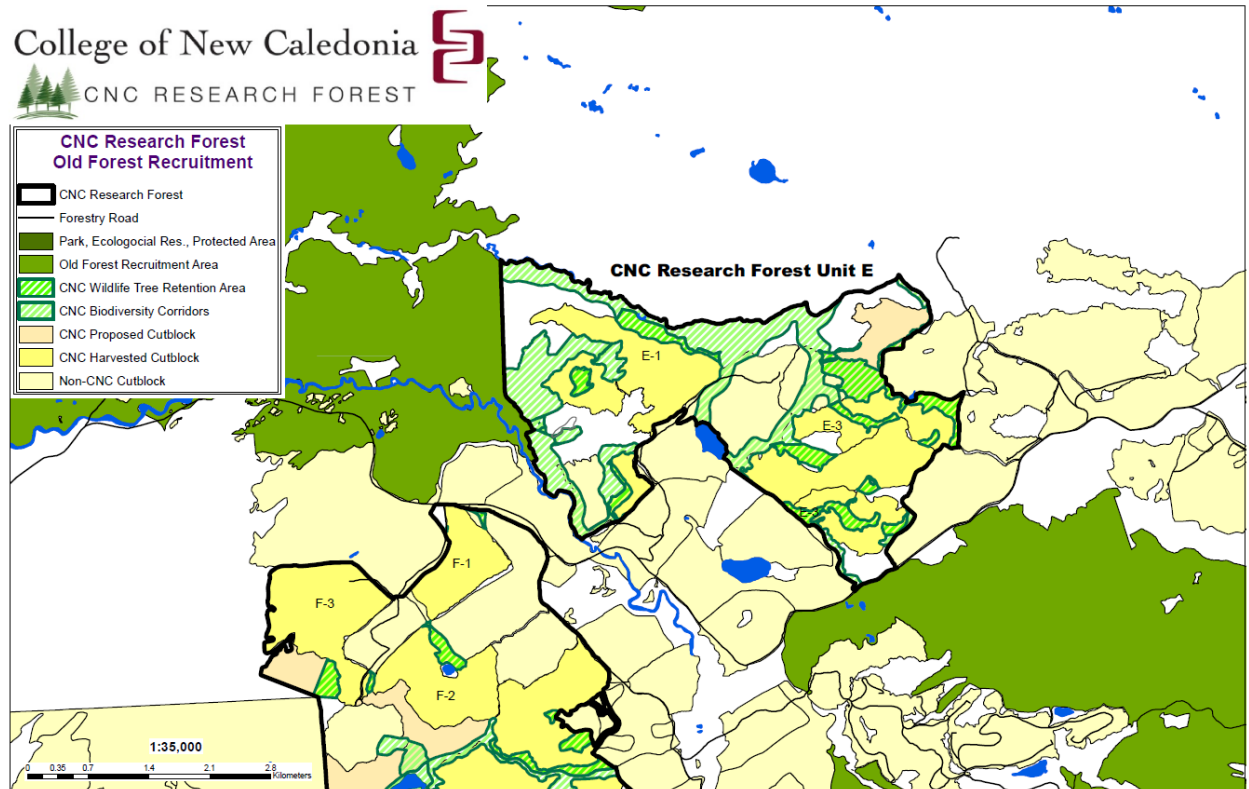 College of New Caledonia
CNC RESEARCH FOREST
CNC Research Forest
Old Forest Recruitment
CNC Research Forest
Forestry Road
Park, Ecologocial Res., Protected Area
Old Forest Recruitment Area
CNC Wildlife Tree Retention Area
CNC Biodiversity Corridors
CNC Proposed Cutblock
CNC Harvested Cutblock
Non-CNC Cutblock
CNC Research Forest Unit E
E-1
E-3
E-3
F-1
F-3
F-2
1:35,000
0 0.35 0.7 1.4 2.1 2.8
Kilometers